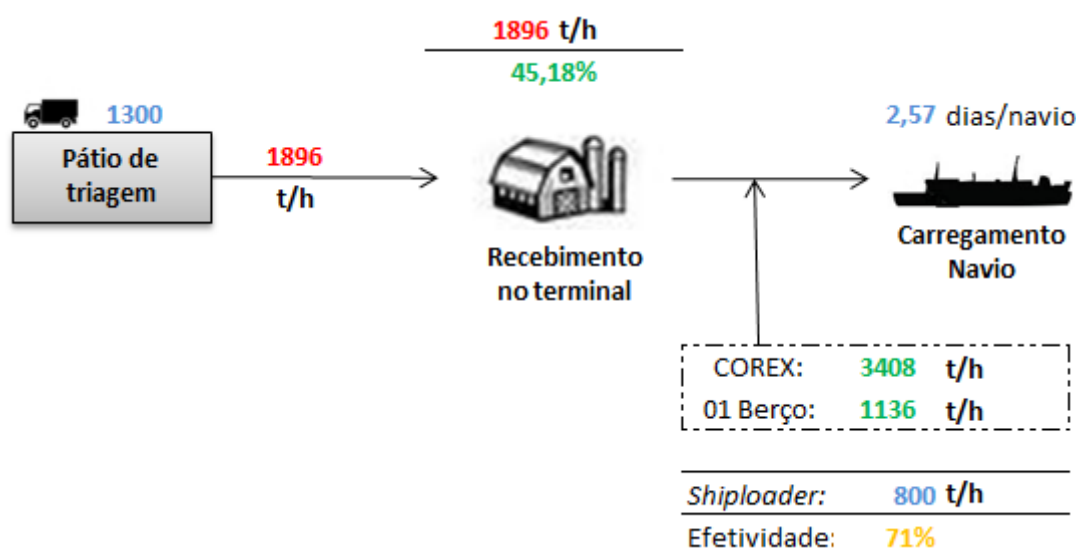 1896 t/h
45,18%
1300
Pátio de
triagem
1896
t/h
Recebimento
no terminal
2,57 dias/navio
Carregamento
Navio
COREX: 3408 t/h
01 Berço: 1136 t/h
Shiploader: 800 t/h
Efetividade: 71%